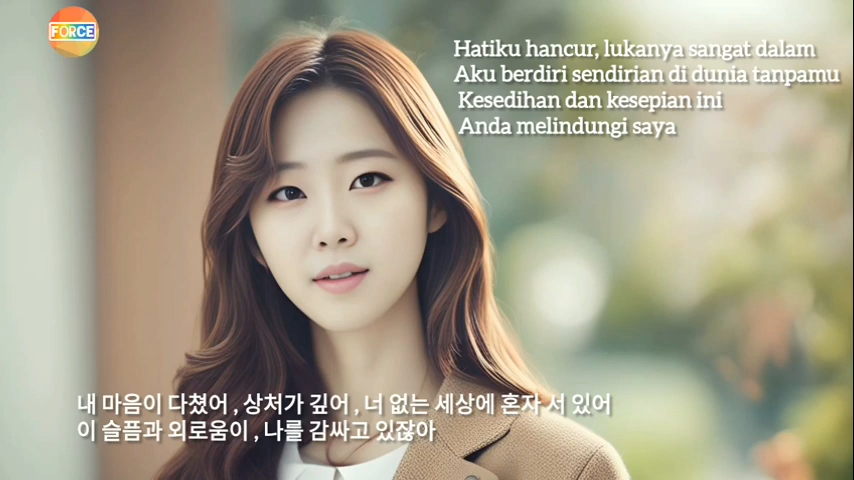 FORCE
Hatiku hancur, lukanya sangat dalam
Aku berdiri sendirian di dunia tanpamu
Kesedihan dan kesepian ini
Anda melindungi saya
내 마음이 다쳤어 , 상처가 깊어 , 너 없는 세상에 혼자 서 있어
이 슬픔과 외로움이 , 나를 감싸고 있잖아